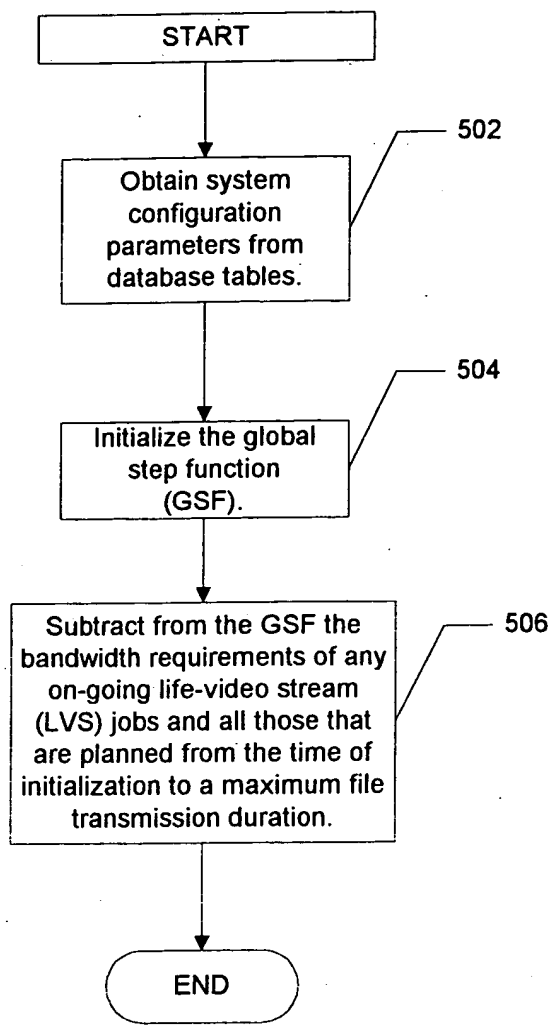 START
502
Obtain system
configuration
parameters from
database tables.
504
Initialize the global
step function
(GSF).
506
Subtract from the GSF the
bandwidth requirements of any
on-going life-video stream
(LVS) jobs and all those that
are planned from the time of
initialization to a maximum file
transmission duration.
END